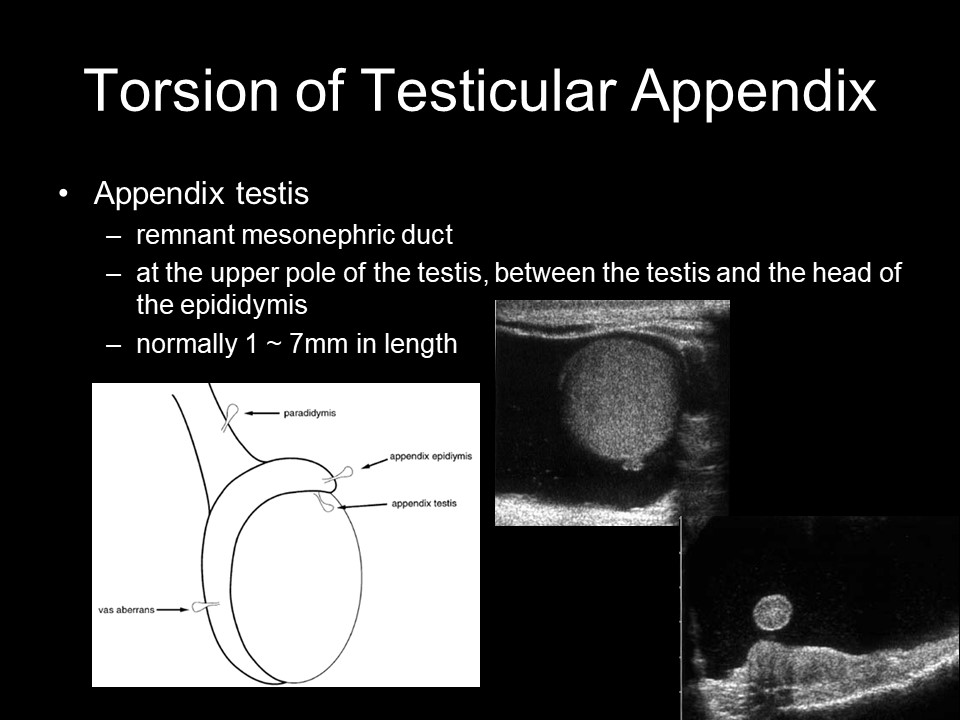 Torsion of Testicular Appendix
• Appendix testis
– remnant mesonephric duct
– at the upper pole of the testis, between the testis and the head of
the epididymis
– normally 1 ~ 7mm in length
paradidymis
appendix epidiymis
appendix testis
vas aberrans